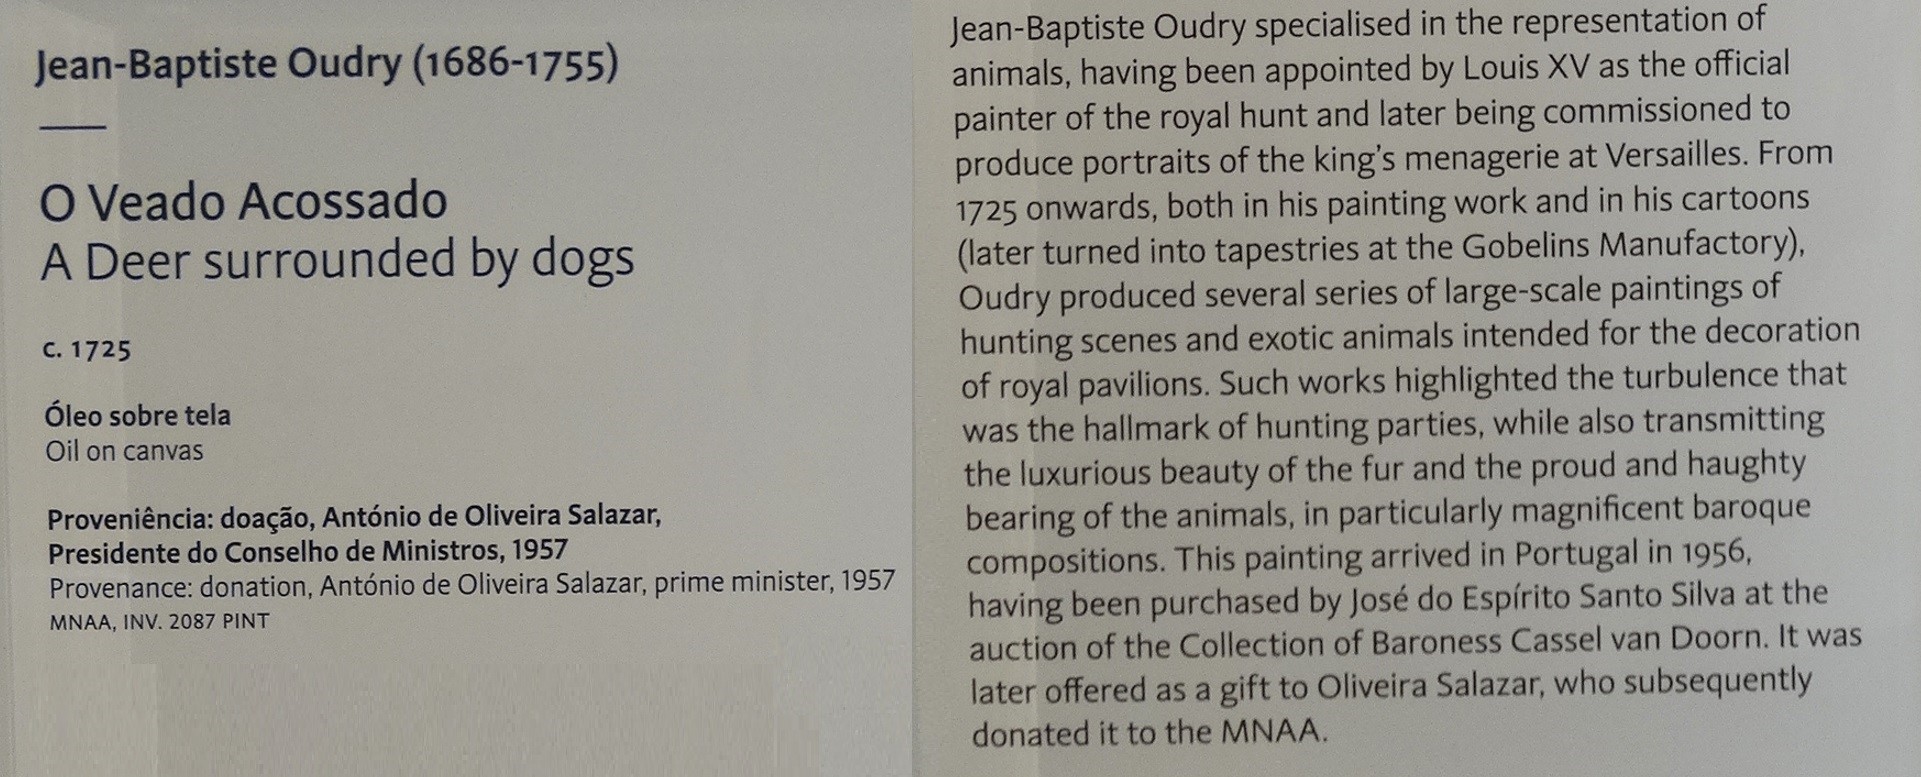 Jean-Baptiste Oudry (1686-1755)
O Veado Acossado
A Deer surrounded by dogs
c. 1725
Óleo sobre tela
Oil on canvas
Proveniência: doação, António de Oliveira Salazar,
Presidente do Conselho de Ministros, 1957
Provenance: donation, António de Oliveira Salazar, prime minister, 1957
MNAA, INV. 2087 PINT
Jean-Baptiste Oudry specialised in the representation of
animals, having been appointed by Louis XV as the official
painter of the royal hunt and later being commissioned to
produce portraits of the king's menagerie at Versailles. From
1725 onwards, both in his painting work and in his cartoons
(later turned into tapestries at the Gobelins Manufactory),
Oudry produced several series of large-scale paintings of
hunting scenes and exotic animals intended for the decoration
of royal pavilions. Such works highlighted the turbulence that
was the hallmark of hunting parties, while also transmitting
the luxurious beauty of the fur and the proud and haughty
bearing of the animals, in particularly magnificent baroque
compositions. This painting arrived in Portugal in 1956,
having been purchased by José do Espírito Santo Silva at the
auction of the Collection of Baroness Cassel van Doorn. It was
later offered as a gift to Oliveira Salazar, who subsequently
donated it to the MNAA.